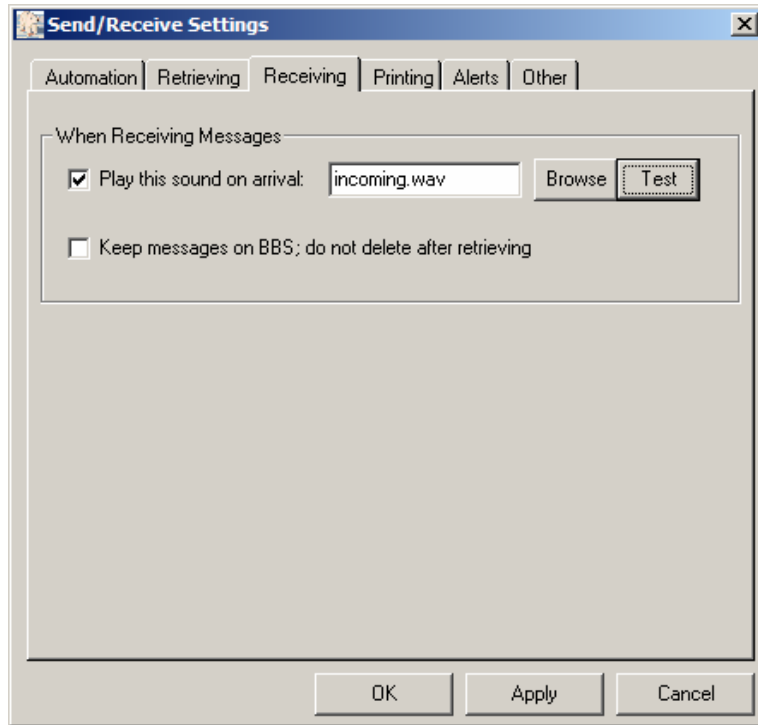 Send/Receive Settings
Automation Retrieving Receiving Printing Alerts Other
When Receiving Messages
Play this sound on arrival: incoming.wav Browse Test
Keep messages on BBS; do not delete after retrieving
OK Apply Cancel